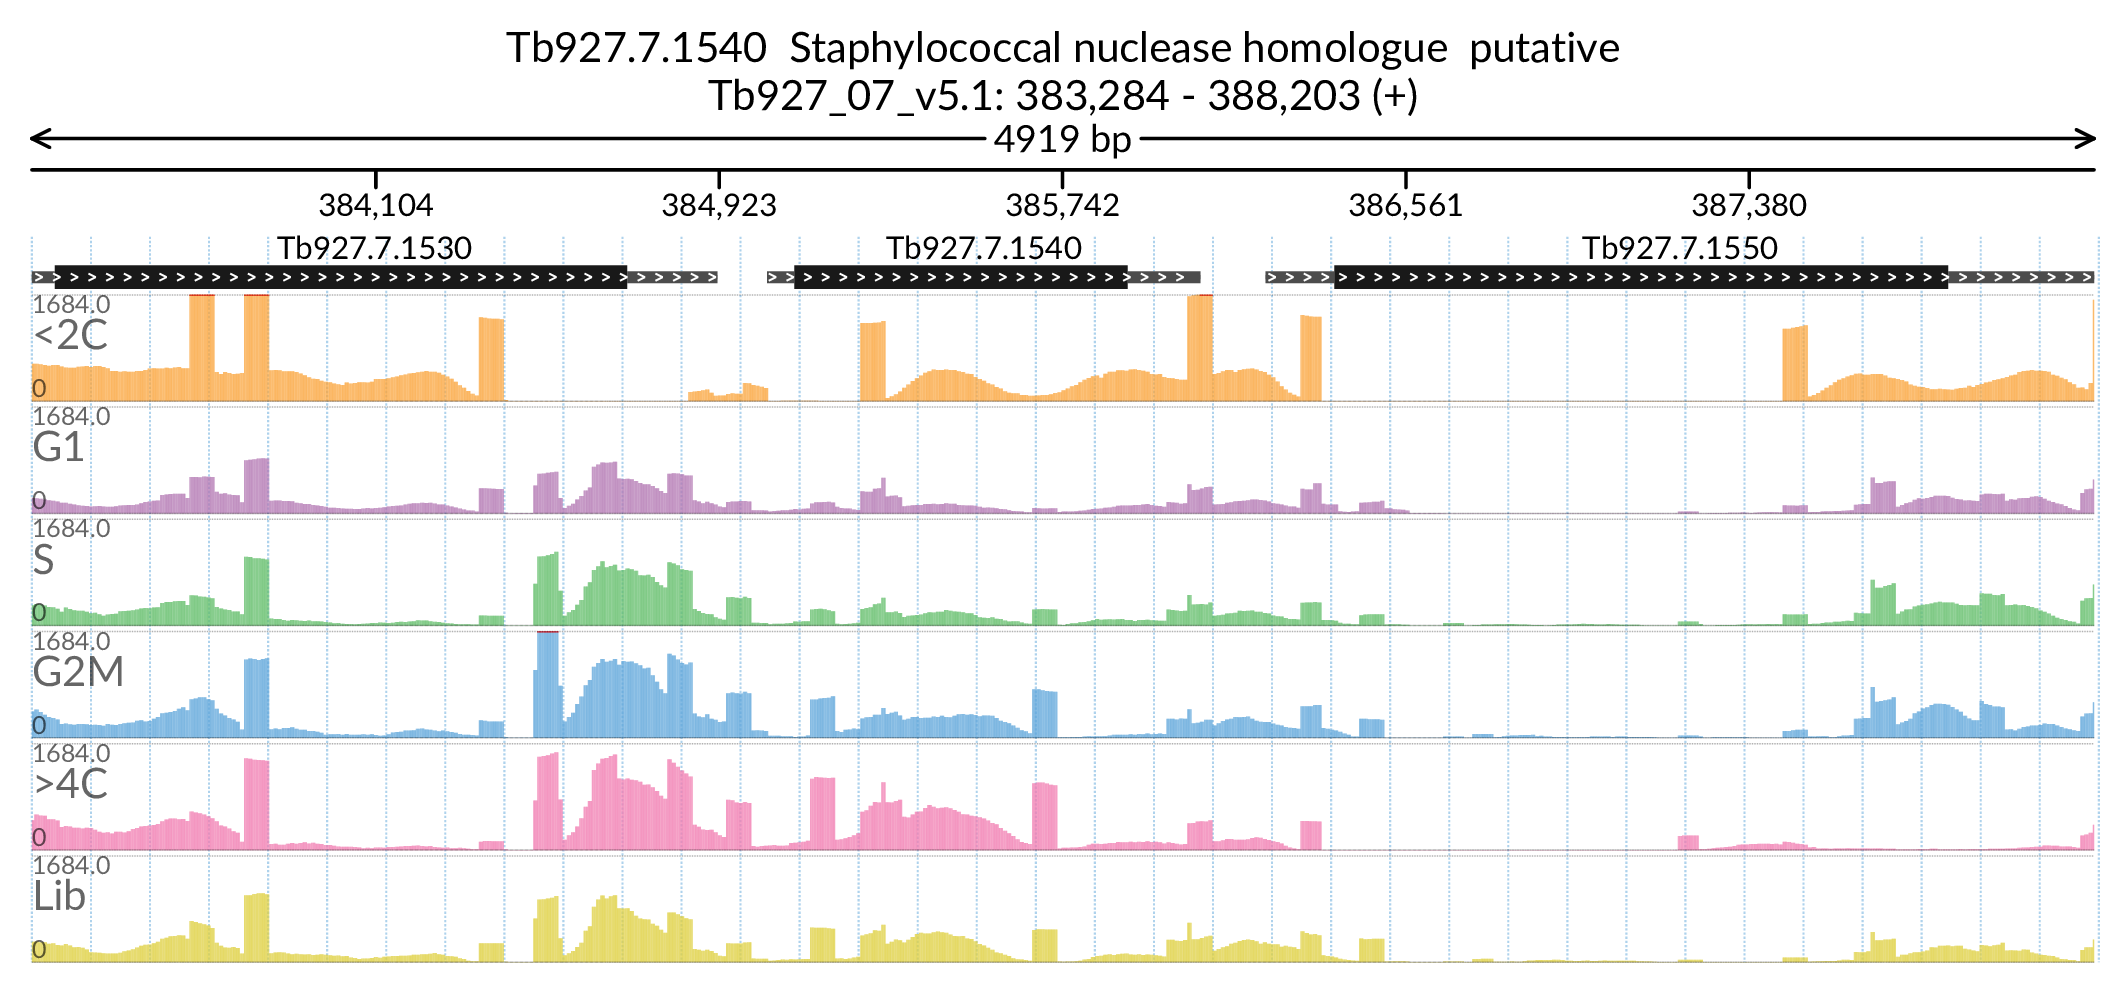 Tb927.7.1540  Staphylococcal nuclease homologue  putative
Tb927_07_v5.1: 383,284 - 388,203 (+)
4919 bp
384,104 384,923 385,742 386,561 387,380
Tb927.7.1530 Tb927.7.1540 Tb927.7.1550
1684.0
<2C
0
1684.0
G1
0
1684.0
S
0
1684.0
G2M
0
1684.0
>4C
0
1684.0
Lib
0